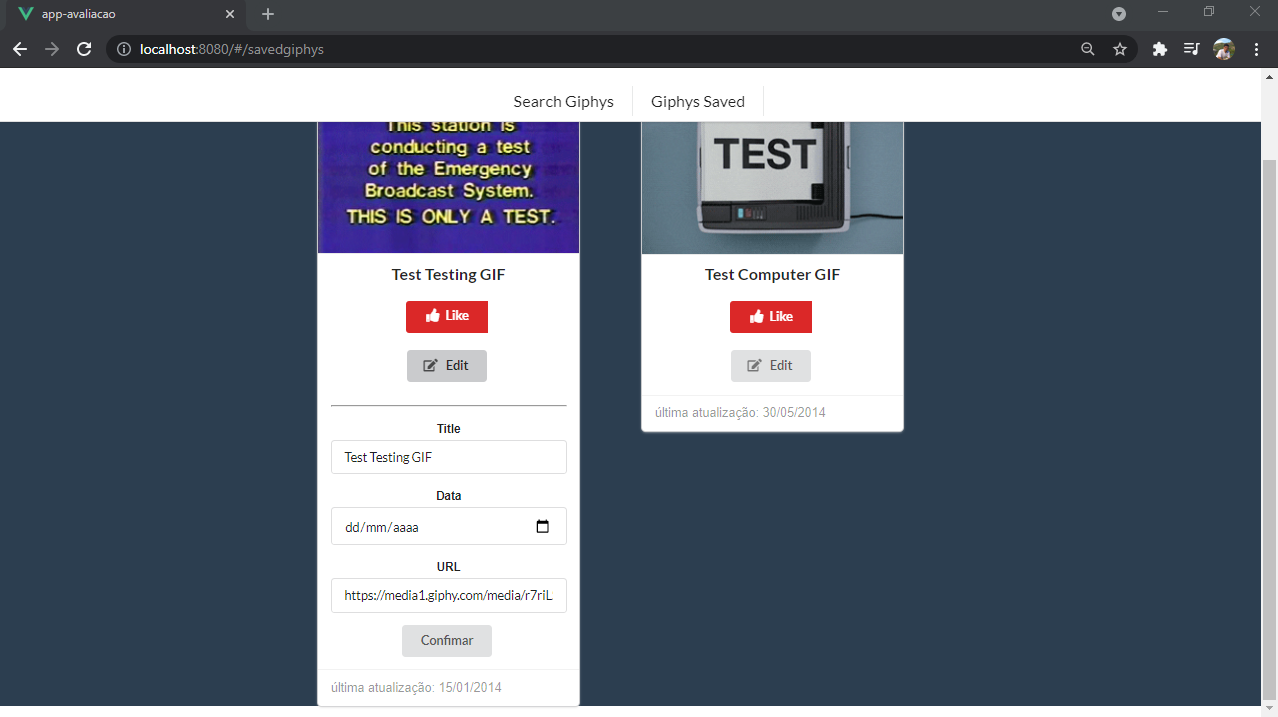 app-avaliacao
localhost:8080/#/savedgiphys
Search Giphys
Giphys Saved
This station is
conducting a test
of the Emergency
Broadcast System.
THIS IS ONLY A TEST.
Test Testing GIF
Like
Edit
Title
Test Testing GIF
Data
dd/mm/aaaa
URL
https://media1.giphy.com/media/r7riL
Confimar
última atualização: 15/01/2014
TEST
Test Computer GIF
Like
Edit
última atualização: 30/05/2014